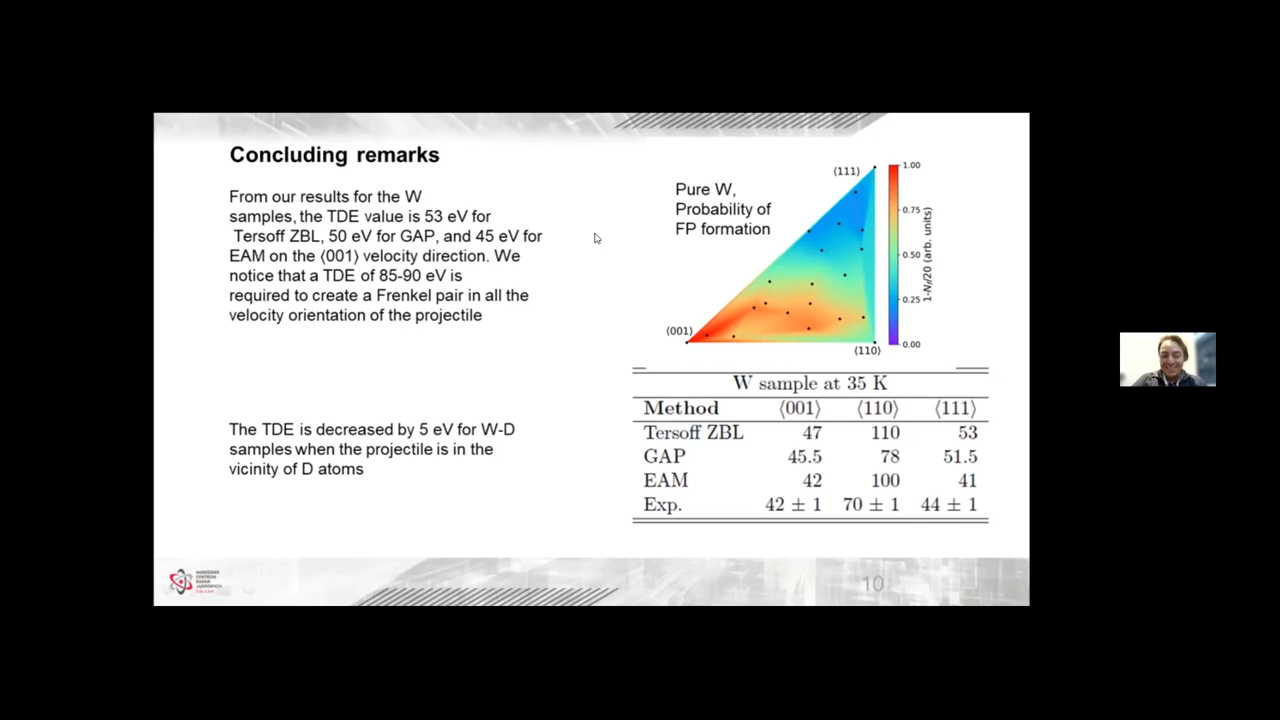 Concluding remarks
From our results for the W
samples, the TDE value is 53 eV for
Tersoff ZBL, 50 eV for GAP, and 45 eV for
EAM on the ⟨001⟩ velocity direction. We
notice that a TDE of 85-90 eV is
required to create a Frenkel pair in all the
velocity orientation of the projectile
The TDE is decreased by 5 eV for W-D
samples when the projectile is in the
vicinity of D atoms
Pure W,
Probability of
FP formation
⟨111⟩
⟨001⟩
⟨110⟩
1.00
0.75
0.50
0.25
0.00
W sample at 35 K
Method ⟨001⟩ ⟨110⟩ ⟨111⟩
Tersoff ZBL 47 110 53
GAP 45.5 78 51.5
EAM 42 100 41
Exp. 42 ± 1 70 ± 1 44 ± 1
NARODOWE
CENTRUM
BADAŃ
JĄDROWYCH
ŚWIERK
10